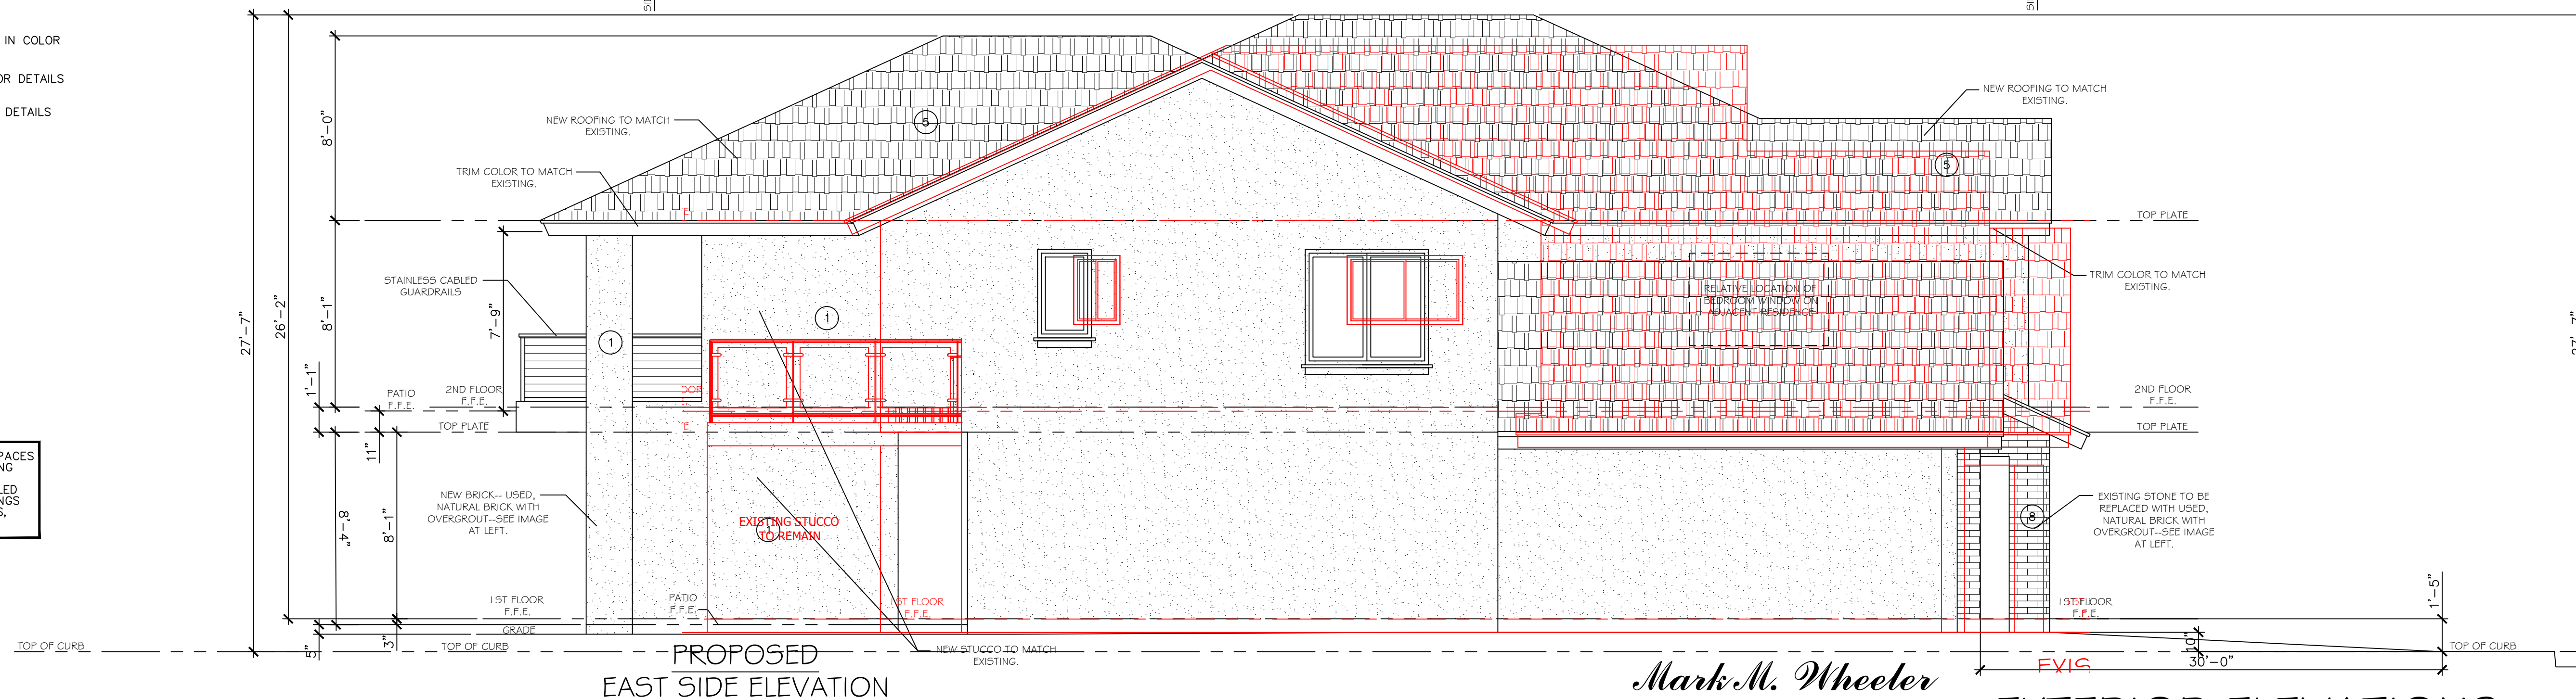 IN COLOR
OR DETAILS
DETAILS
PACES
NG
LED
NGS
S,
27'-7"
26'-2"
8'-0"
8'-1"
1'-1"
7'-9"
11"
8'-4"
8'-1"
5"
3"
NEW ROOFING TO MATCH
EXISTING.
TRIM COLOR TO MATCH
EXISTING.
STAINLESS CABLED
GUARDRAILS
PATIO
F.F.E.
2ND FLOOR
F.F.E.
TOP PLATE
NEW BRICK-- USED,
NATURAL BRICK WITH
OVERGROUT--SEE IMAGE
AT LEFT.
1ST FLOOR
F.F.E.
GRADE
TOP OF CURB
TOP OF CURB
5
1
1
1
EXISTING STUCCO
TO REMAIN
PATIO
F.F.E.
1ST FLOOR
F.F.E.
NEW STUCCO TO MATCH
EXISTING.
PROPOSED
EAST SIDE ELEVATION
RELATIVE LOCATION OF
BEDROOM WINDOW ON
ADJACENT RESIDENCE
NEW ROOFING TO MATCH
EXISTING.
5
TOP PLATE
TRIM COLOR TO MATCH
EXISTING.
2ND FLOOR
F.F.E.
TOP PLATE
8
EXISTING STONE TO BE
REPLACED WITH USED,
NATURAL BRICK WITH
OVERGROUT--SEE IMAGE
AT LEFT.
1ST FLOOR
F.F.E.
1'-5"
10"
30'-0"
TOP OF CURB
27'-7"
Mark M. Wheeler
EXIS
EXTERIOR ELEVATIONS